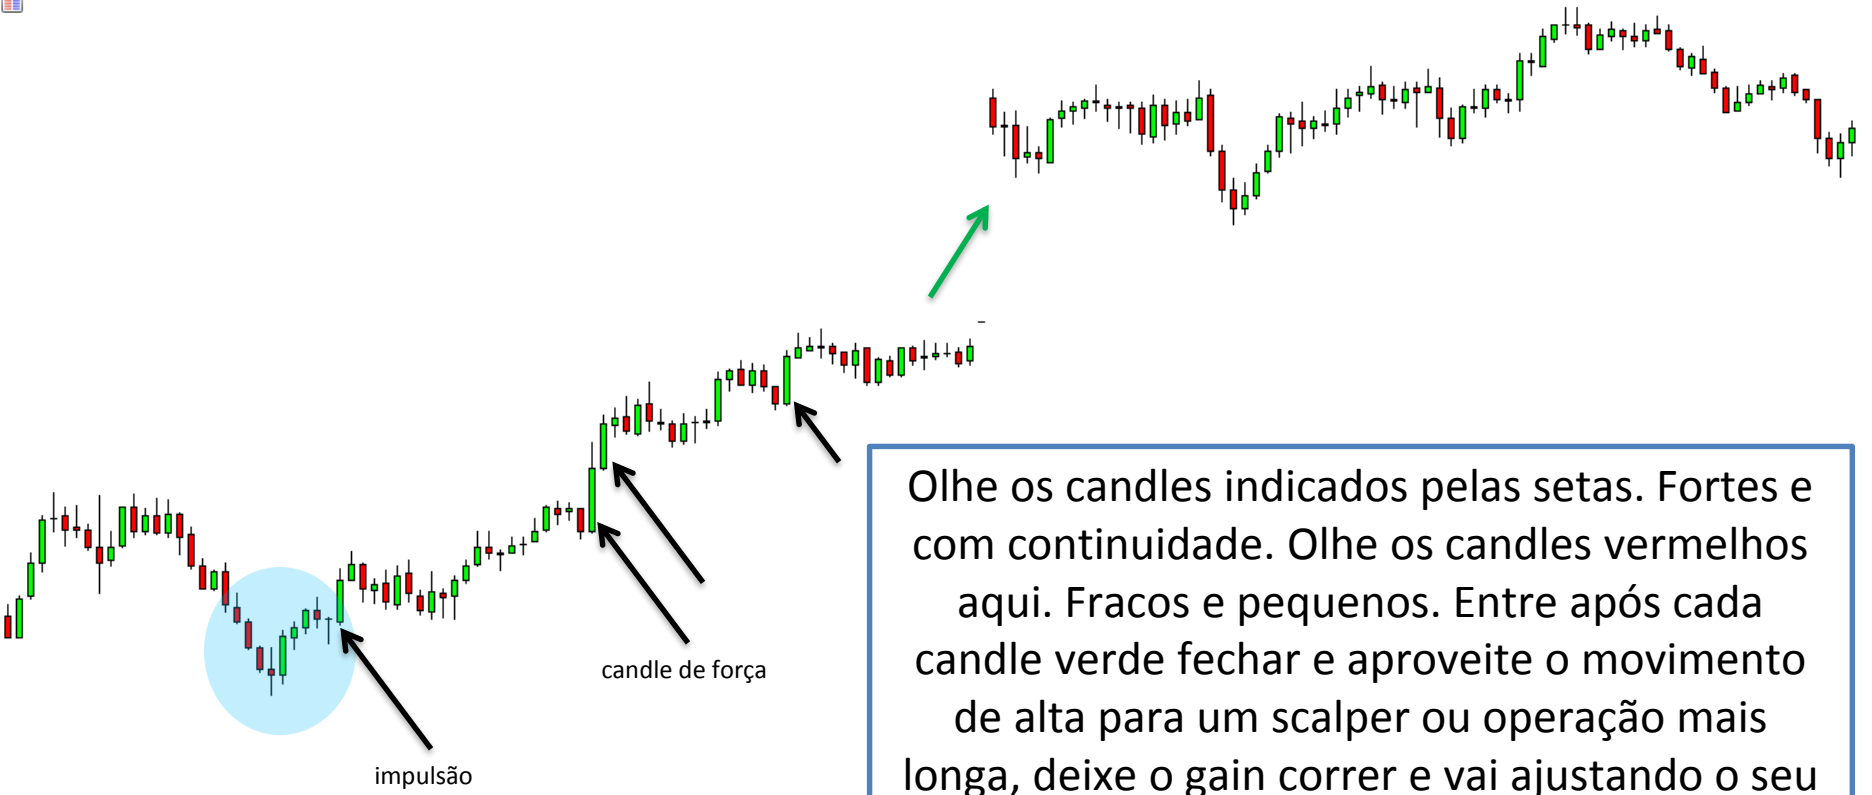 Olhe os candles indicados pelas setas. Fortes e
com continuidade. Olhe os candles vermelhos
aqui. Fracos e pequenos. Entre após cada
candle verde fechar e aproveite o movimento
de alta para um scalper ou operação mais
longa, deixe o gain correr e vai ajustando o seu
candle de força
impulsão